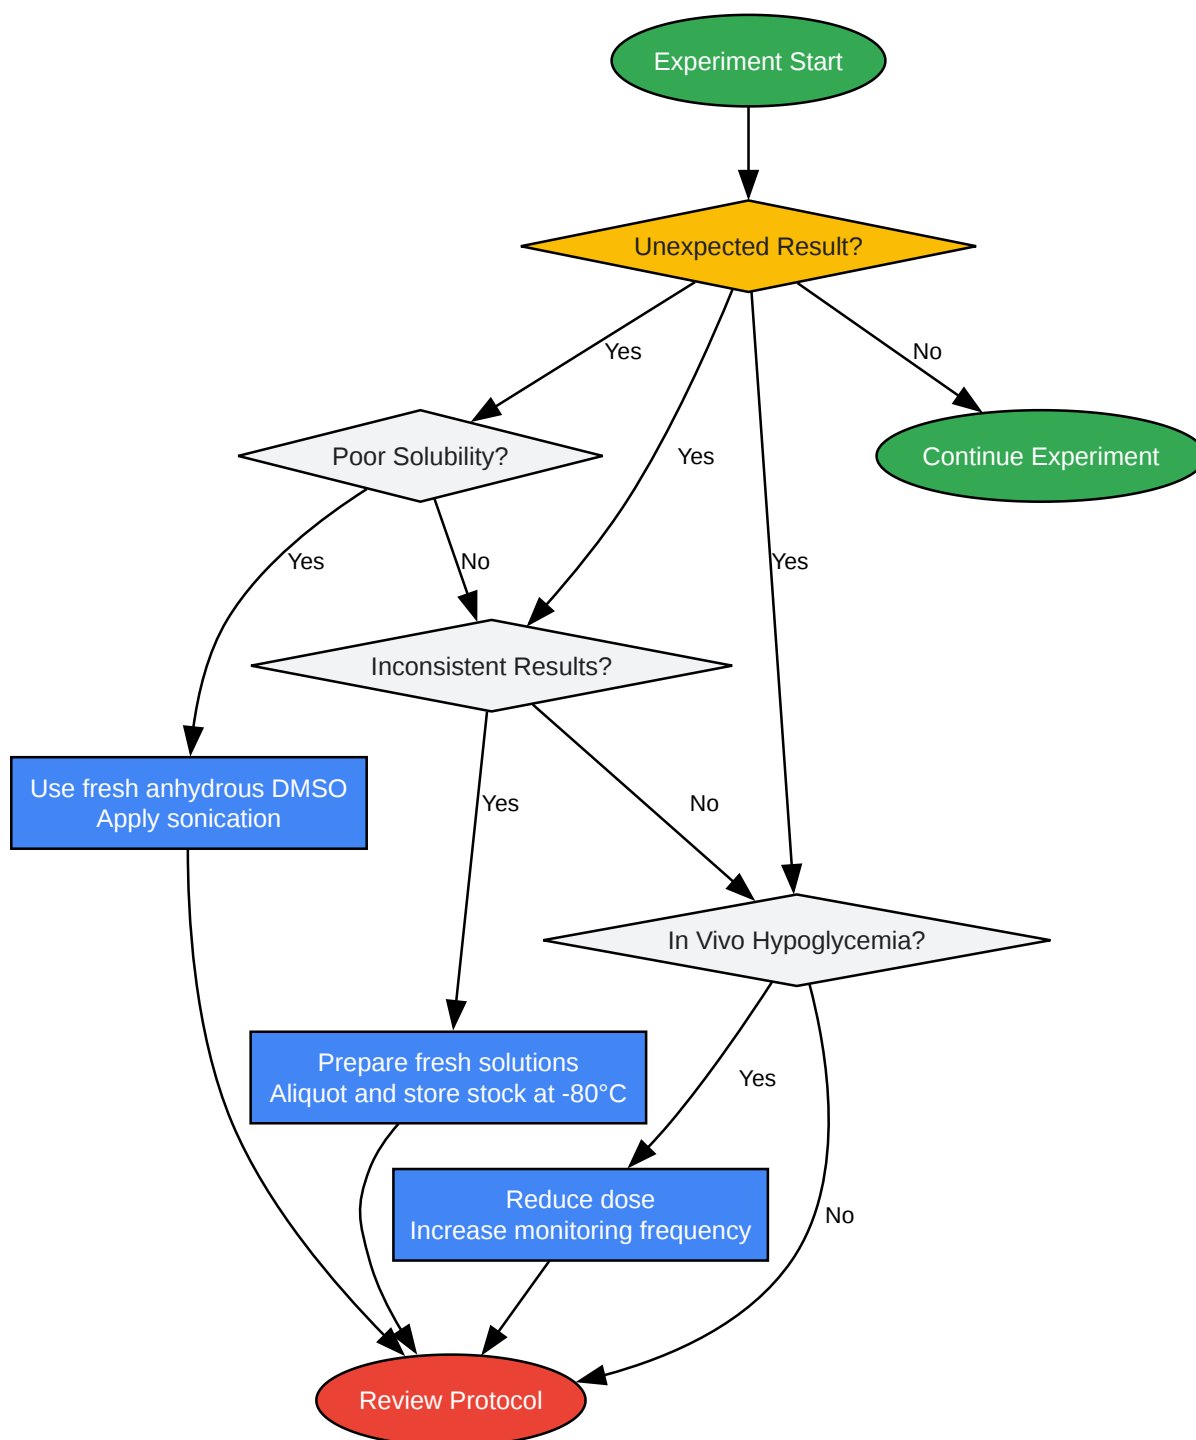 Experiment Start
Unexpected Result?
Yes
No
Yes
Poor Solubility?
Continue Experiment
Yes
No
Yes
Inconsistent Results?
Use fresh anhydrous DMSO
Apply sonication
Yes
No
In Vivo Hypoglycemia?
Prepare fresh solutions
Aliquot and store stock at -80°C
Yes
Reduce dose
Increase monitoring frequency
No
Review Protocol